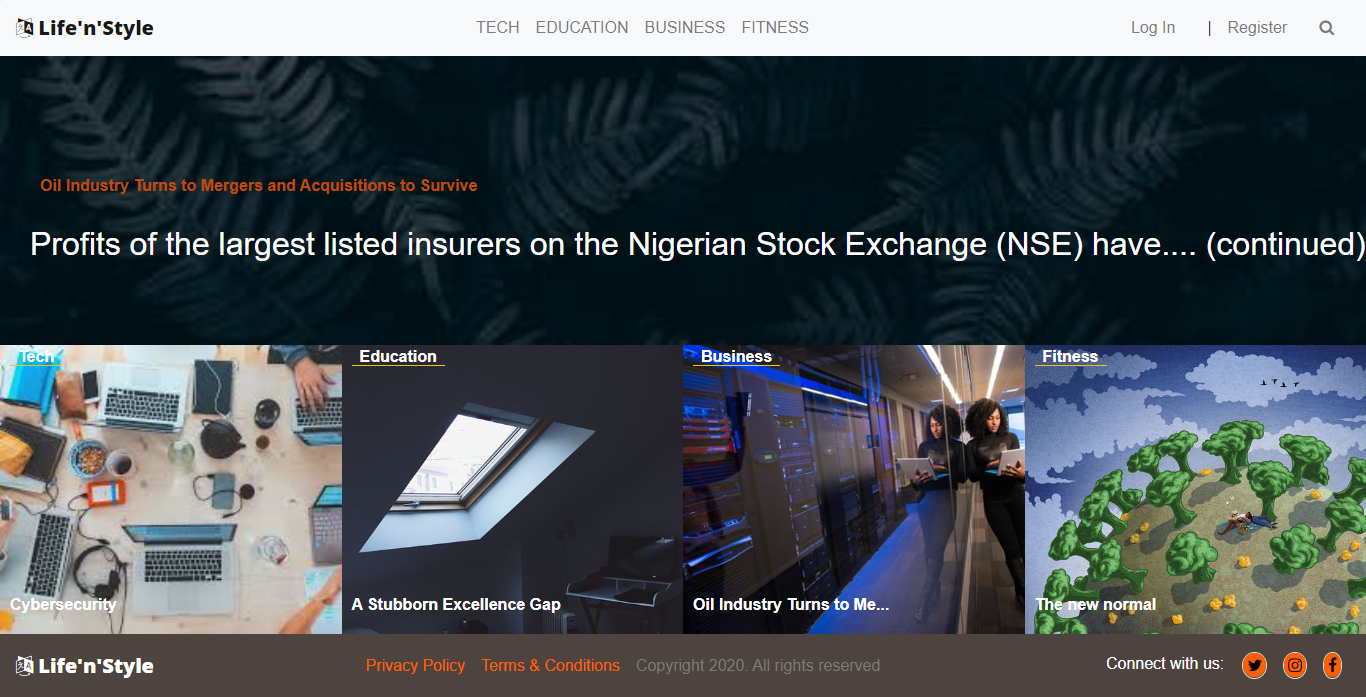 Life'n'Style
TECH EDUCATION BUSINESS FITNESS
Log In | Register
Oil Industry Turns to Mergers and Acquisitions to Survive
Profits of the largest listed insurers on the Nigerian Stock Exchange (NSE) have.... (continued)
Tech
Education
Business
Fitness
Cybersecurity
A Stubborn Excellence Gap
Oil Industry Turns to Me...
The new normal
Life'n'Style
Privacy Policy Terms & Conditions Copyright 2020. All rights reserved
Connect with us: